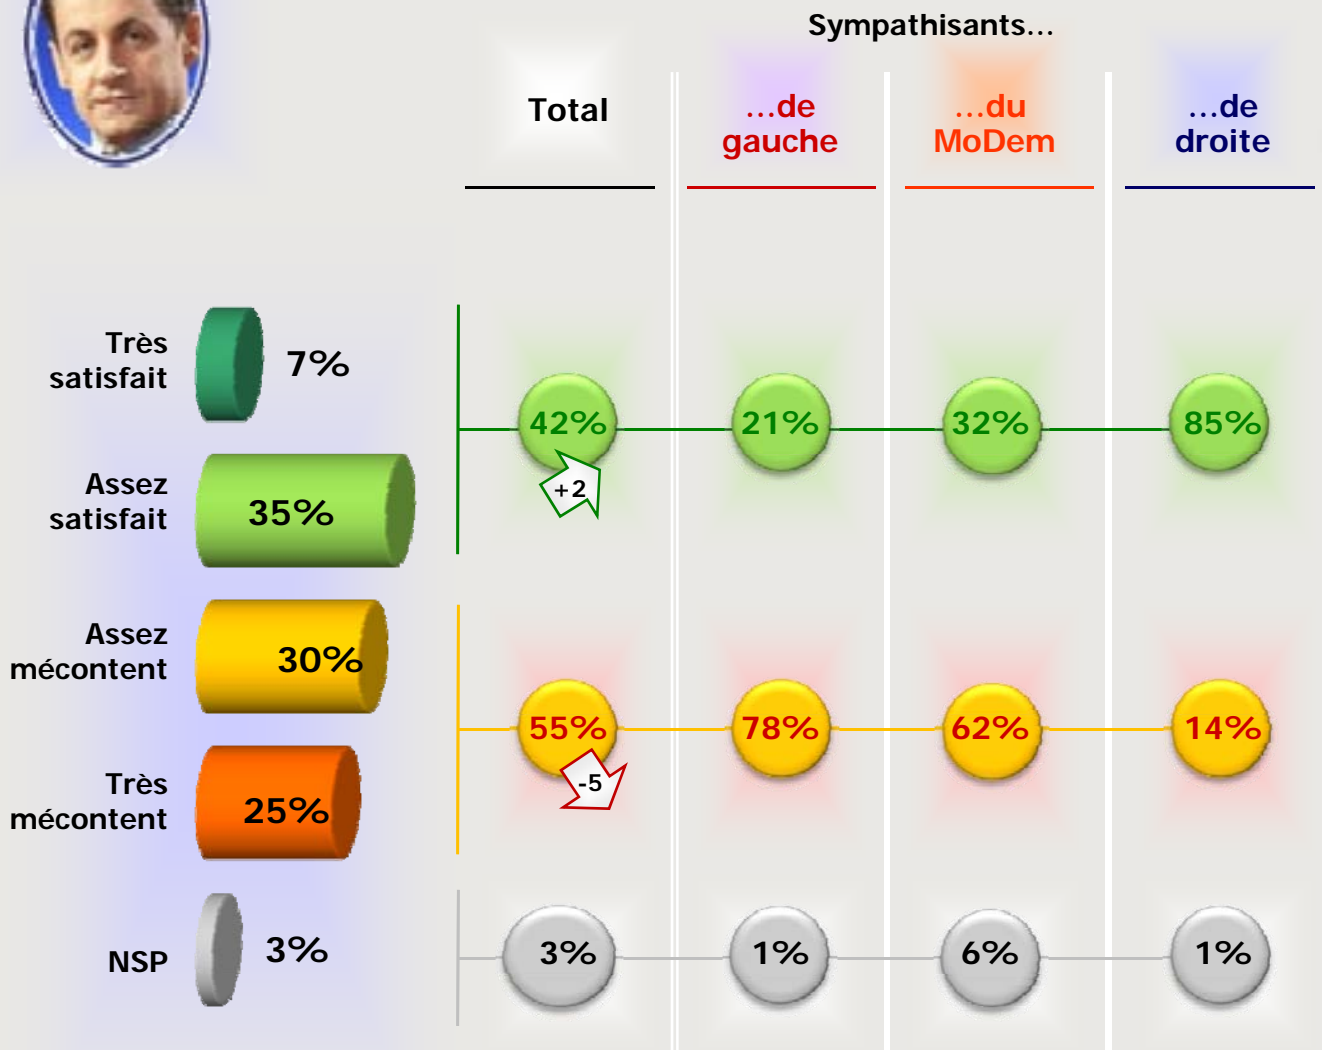 Sympathisants...
Total
...de
gauche
...du
MoDem
...de
droite
Très
satisfait
7%
42%
21%
32%
85%
+2
Assez
satisfait
35%
Assez
mécontent
30%
55%
78%
62%
14%
-5
Très
mécontent
25%
NSP
3%
3%
1%
6%
1%